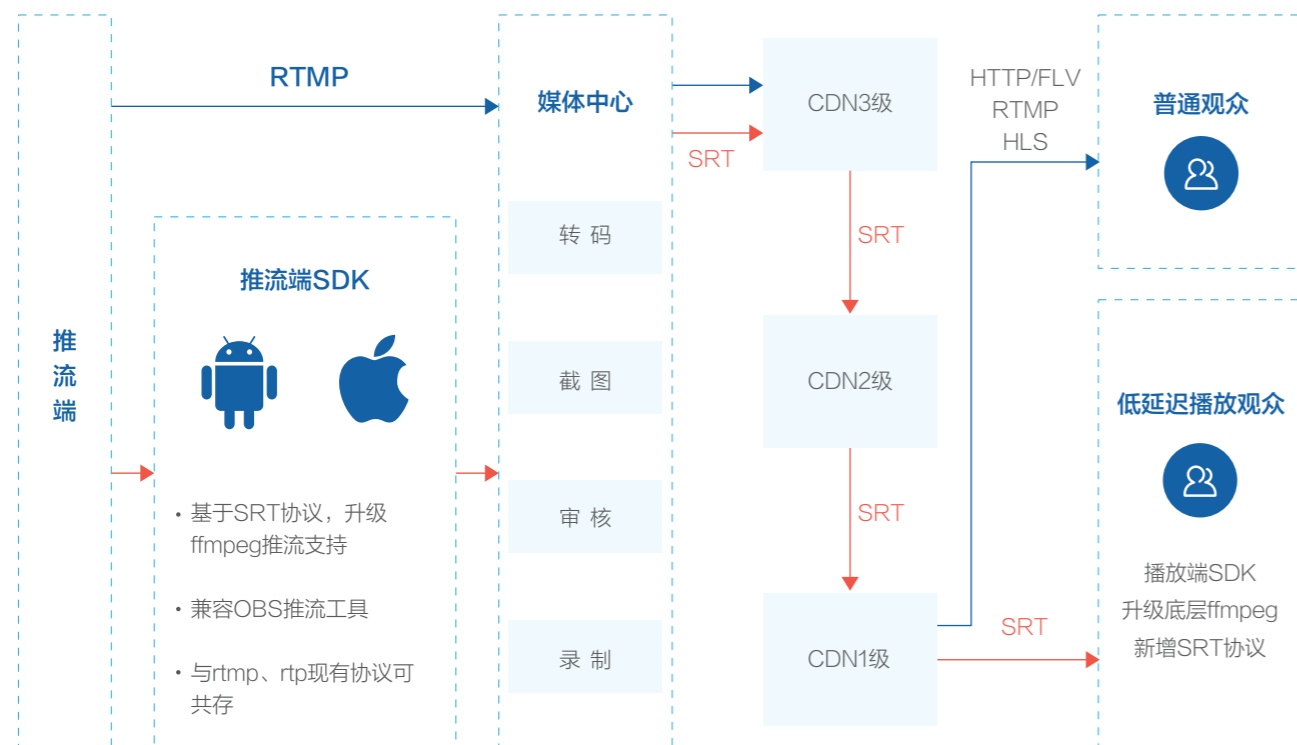 推
流
端
RTMP
推流端SDK
・基于SRT协议，升级
ffmpeg推流支持
・兼容OBS推流工具
・与rtmp、rtp现有协议可
共存
媒体中心
转 码
截 图
审 核
录 制
SRT
CDN3级
SRT
CDN2级
SRT
CDN1级
HTTP/FLV
RTMP
HLS
SRT
普通观众
低延迟播放观众
播放端SDK
升级底层ffmpeg
新增SRT协议